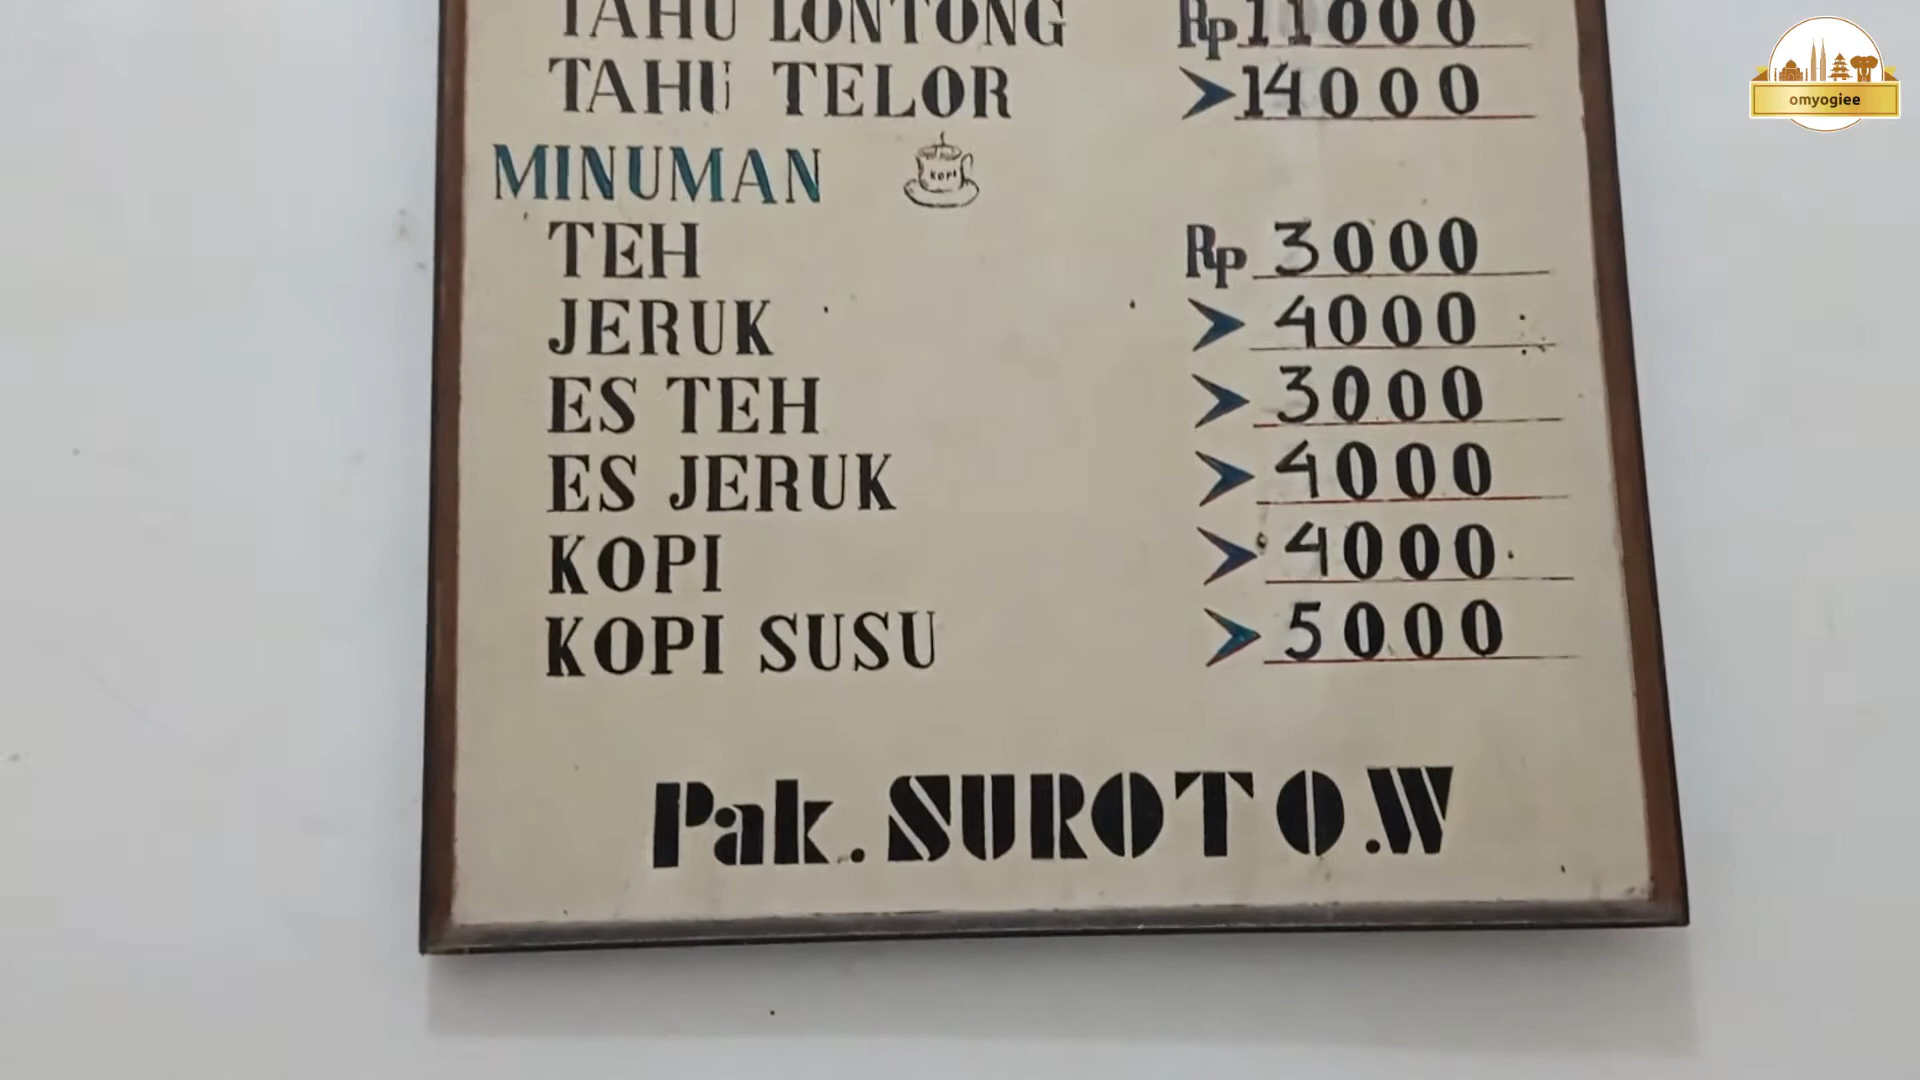 TAHU LONTONG Rp 11000
TAHU TELOR 14000
MINUMAN KOPI
TEH Rp 3000
JERUK 4000
ES TEH 3000
ES JERUK 4000
KOPI 4000
KOPI SUSU 5000
Pak. SUROTO.W
omyogiee